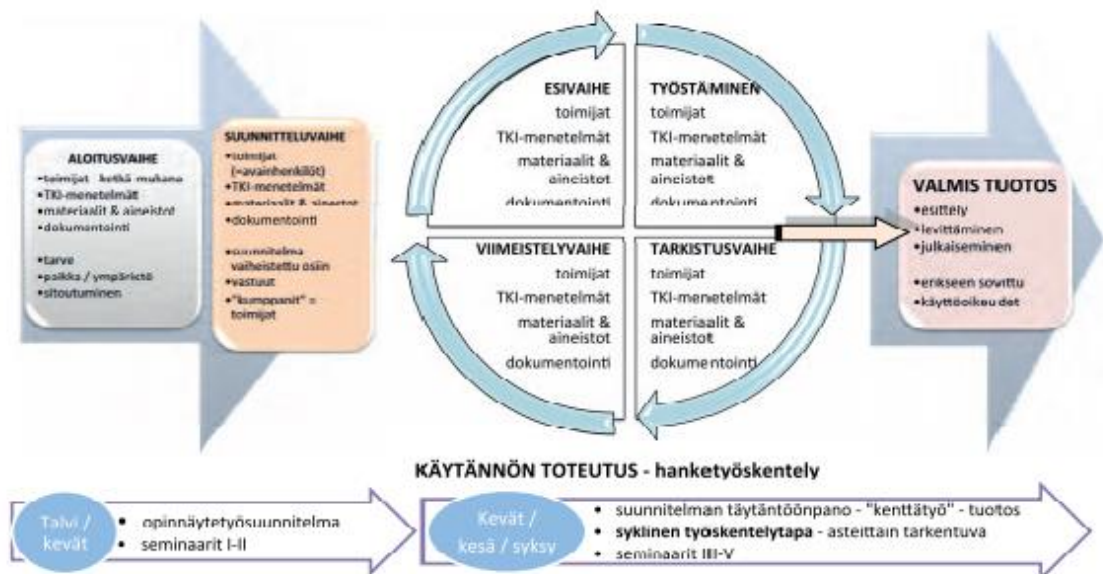 ALOITUSVAIHE
•toimijat ketkä mukana
•TKI-menetelmät
•materiaalit & aineistot
•dokumentointi
•tarve
•paikka / ympäristö
•sitoutuminen
SUUNNITTELUVAIHE
•toimijat
(=avainhenkilöt)
•TKI-menetelmät
•materiaalit & aineistot
•dokumentointi
•suunnitelma
vaiheistettu osiin
•vastuut
•"kumppanit" =
toimijat
ESIVAIHE
toimijat
TKI-menetelmät
materiaalit &
aineistot
dokumentointi
TYÖSTÄMINEN
toimijat
TKI-menetelmät
materiaalit &
aineistot
dokumentointi
VIIMEISTELYVAIHE
toimijat
TKI-menetelmät
materiaalit &
aineistot
dokumentointi
TARKISTUSVAIHE
toimijat
TKI-menetelmät
materiaalit &
aineistot
dokumentointi
VALMIS TUOTOS
•esittely
•levittäminen
•julkaiseminen
•erikseen sovittu
•käyttöoikeudet
KÄYTÄNNÖN TOTEUTUS - hanketyöskentely
Talvi /
kevät
• opinnäytetyösuunnitelma
• seminaarit I-II
Kevät /
kesä / syksy
• suunnitelman täytäntöönpano - "kenttätyö" - tuotos
• syklinen työskentelytapa - asteittain tarkentuva
• seminaarit III-V